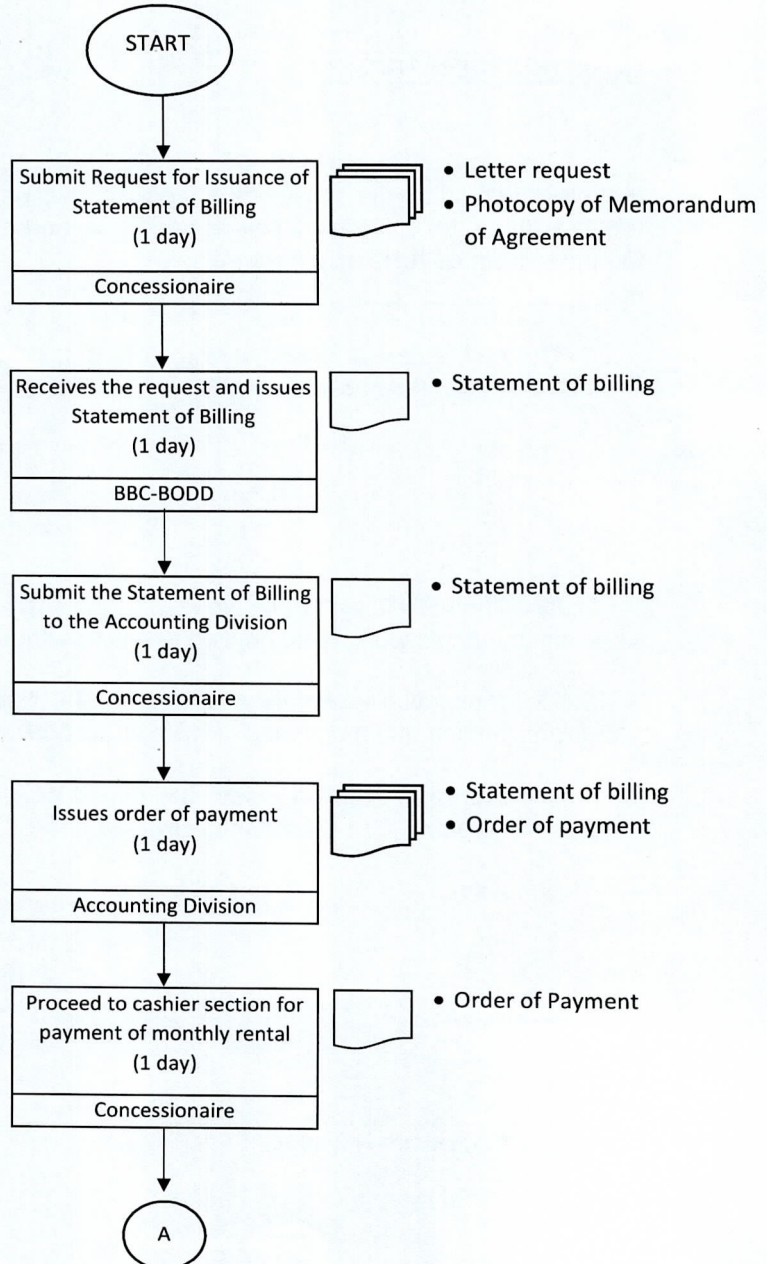 START
Submit Request for Issuance of
Statement of Billing
(1 day)
Concessionaire
• Letter request
• Photocopy of Memorandum
of Agreement
Receives the request and issues
Statement of Billing
(1 day)
BBC-BODD
• Statement of billing
Submit the Statement of Billing
to the Accounting Division
(1 day)
Concessionaire
• Statement of billing
Issues order of payment
(1 day)
Accounting Division
• Statement of billing
• Order of payment
Proceed to cashier section for
payment of monthly rental
(1 day)
Concessionaire
• Order of Payment
A